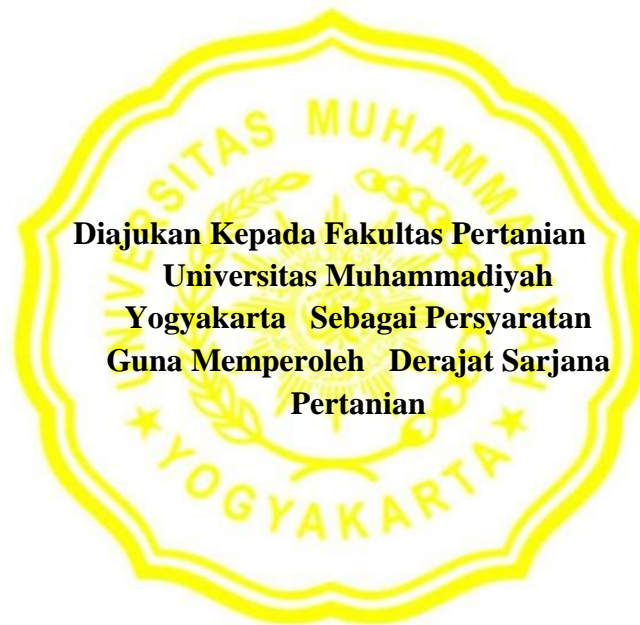 UNIVERSITAS MUHAMMADIYAH
Diajukan Kepada Fakultas Pertanian
Universitas Muhammadiyah
Yogyakarta Sebagai Persyaratan
Guna Memperoleh Derajat Sarjana
Pertanian
★ YOGYAKARTA ★